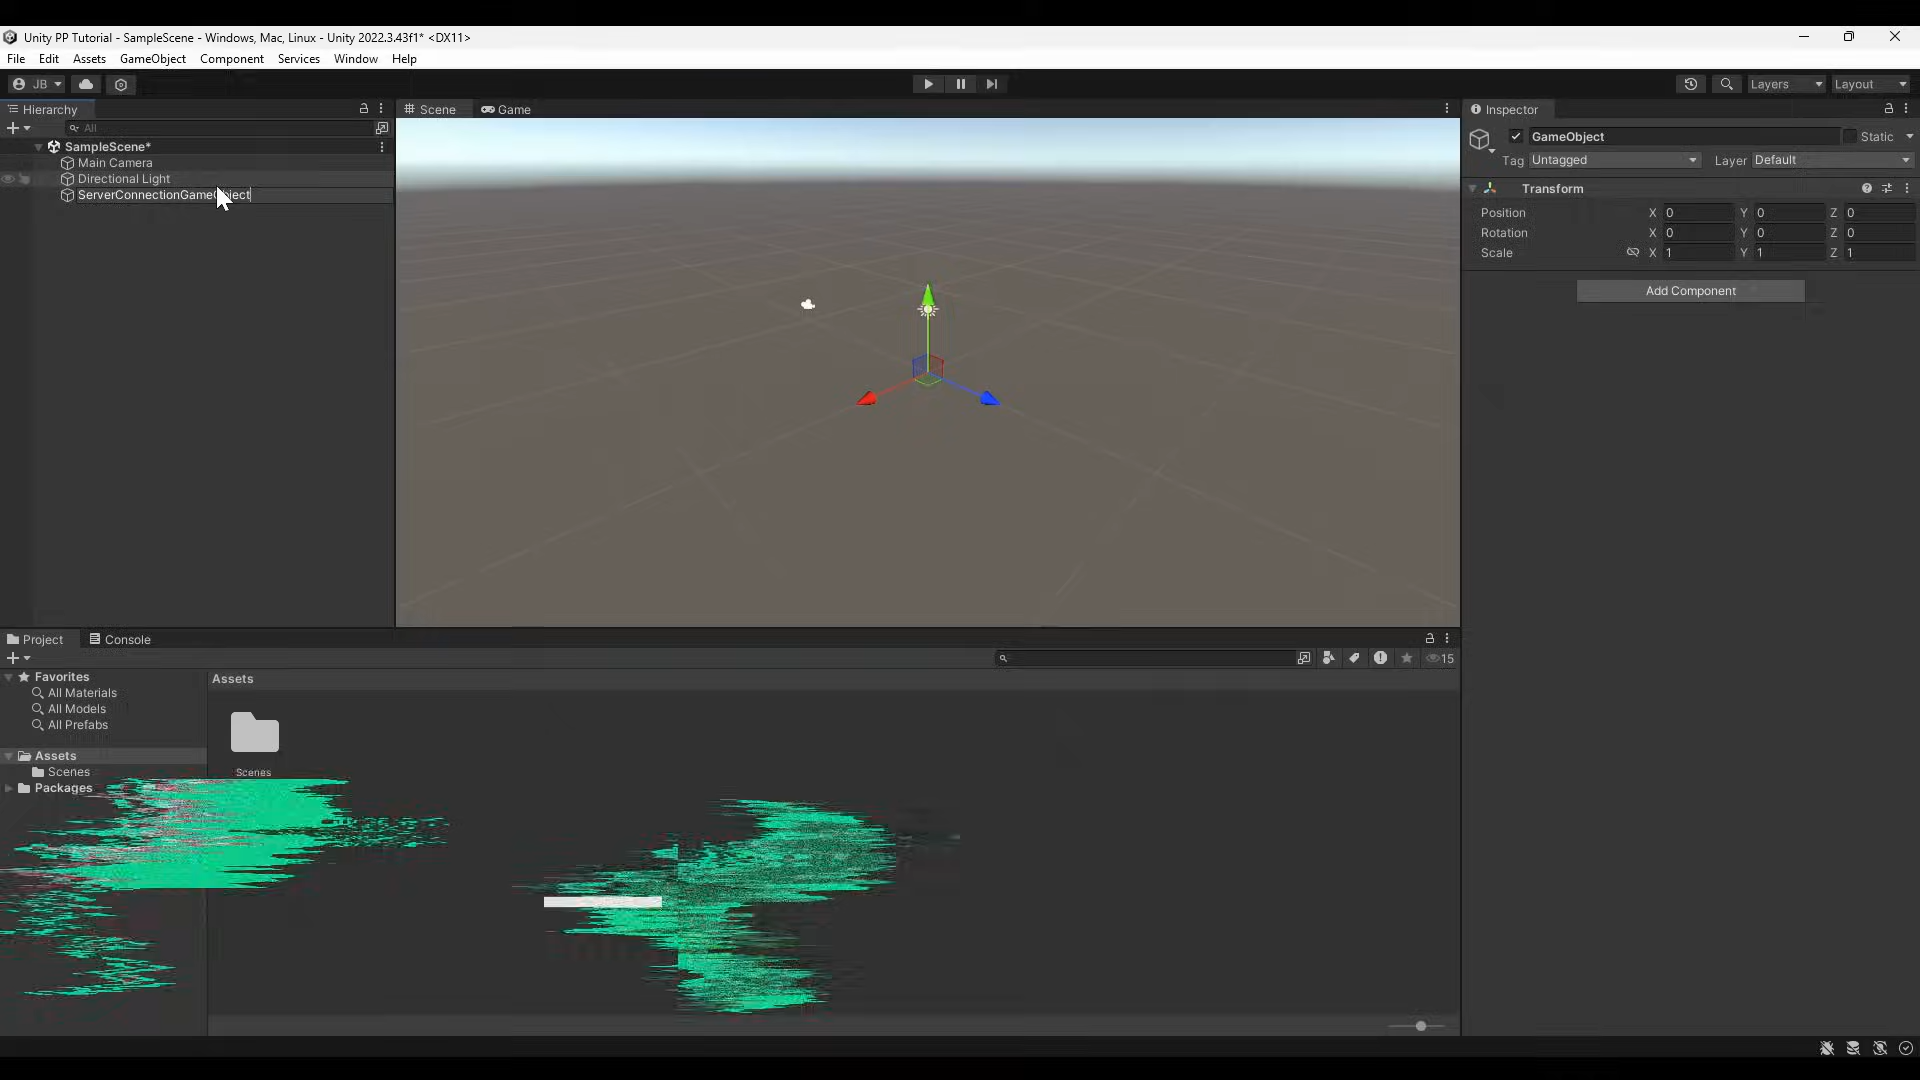 Unity PP Tutorial - SampleScene - Windows, Mac, Linux - Unity 2022.3.43f1* <DX11>
File Edit Assets GameObject Component Services Window Help
JB Layers Layout
Hierarchy
All
SampleScene*
Main Camera
Directional Light
ServerConnectionGameObject
Scene Game
Inspector
GameObject Static
Tag Untagged Layer Default
Transform
Position X 0 Y 0 Z 0
Rotation X 0 Y 0 Z 0
Scale X 1 Y 1 Z 1
Add Component
Project Console
15
Favorites
All Materials
All Models
All Prefabs
Assets
Scenes
Packages
Assets
Scenes